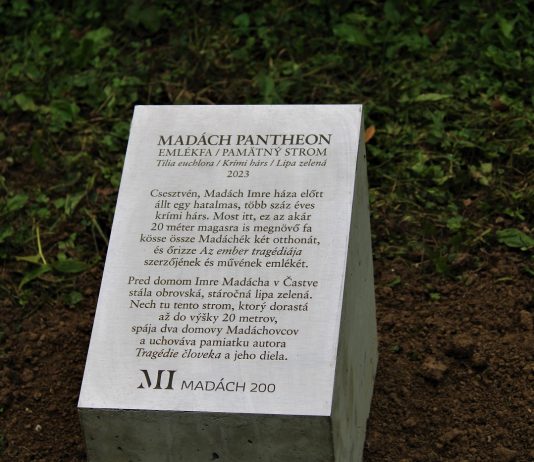 MADÁCH PANTHEON
EMLÉKFA / PAMÄTNÝ STROM
Tilia euchlora / Krími hárs / Lipa zelená
2023
Csesztvén, Madách Imre háza előtt
állt egy hatalmas, több száz éves
krími hárs. Most itt, ez az akár
20 méter magasra is megnövő fa
kösse össze Madáchék két otthonát,
és őrizze Az ember tragédiája
szerzőjének és művének emlékét.
Pred domom Imre Madácha v Častve
stála obrovská, stáročná lipa zelená.
Nech tu tento strom, ktorý dorastá
až do výšky 20 metrov,
spája dva domovy Madáchovcov
a uchováva pamiatku autora
Tragédie človeka a jeho diela.
MI MADÁCH 200